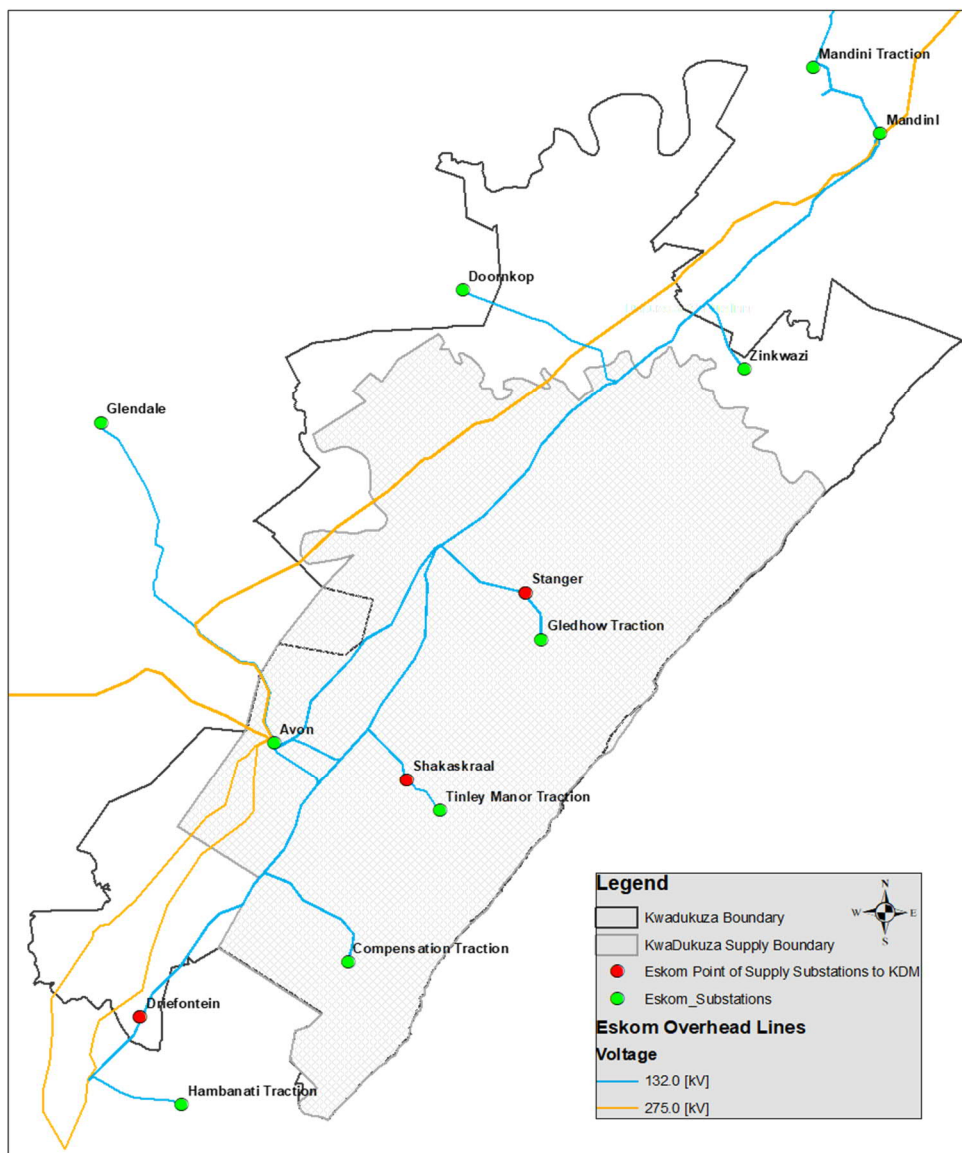 Mandini Traction
MandinI
Doornkop
Zinkwazi
Glendale
Stanger
Gledhow Traction
Avon
Shakaskraal
Tinley Manor Traction
Compensation Traction
Driefontein
Hambanati Traction
Legend
N
W
E
S
Kwadukuza Boundary
KwaDukuza Supply Boundary
Eskom Point of Supply Substations to KDM
Eskom_Substations
Eskom Overhead Lines
Voltage
132.0 [kV]
275.0 [kV]